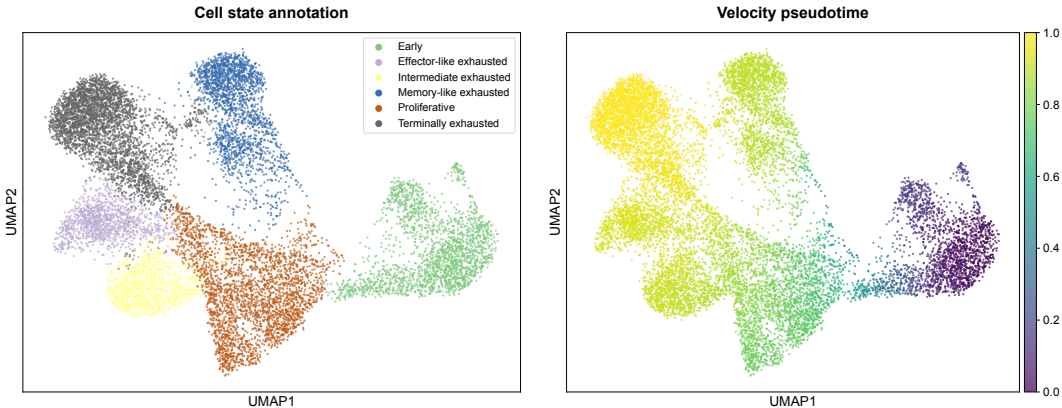 Cell state annotation
Early
Effector-like exhausted
Intermediate exhausted
Memory-like exhausted
Proliferative
Terminally exhausted
UMAP2
UMAP1
Velocity pseudotime
UMAP2
UMAP1
1.0
0.8
0.6
0.4
0.2
0.0